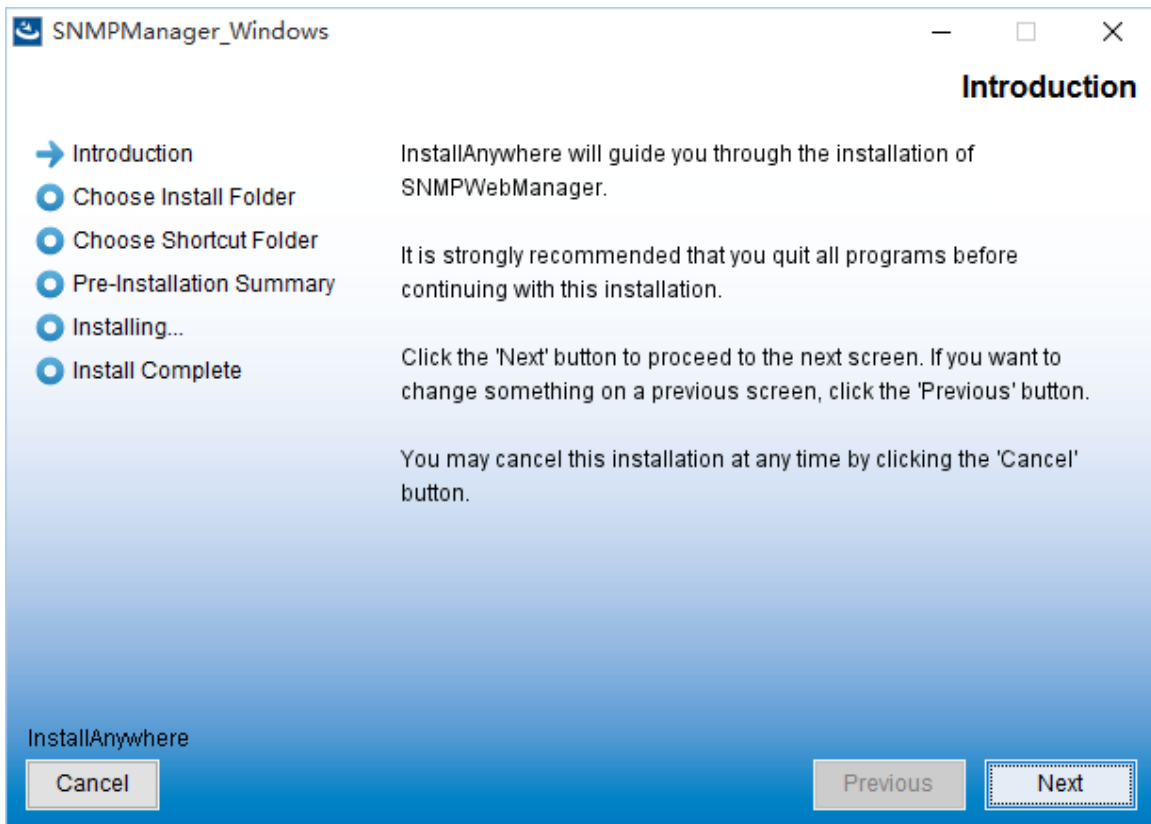 SNMPManager_Windows
Introduction
Introduction
Choose Install Folder
Choose Shortcut Folder
Pre-Installation Summary
Installing...
Install Complete
InstallAnywhere will guide you through the installation of
SNMPWebManager.
It is strongly recommended that you quit all programs before
continuing with this installation.
Click the 'Next' button to proceed to the next screen. If you want to
change something on a previous screen, click the 'Previous' button.
You may cancel this installation at any time by clicking the 'Cancel'
button.
InstallAnywhere
Cancel
Previous
Next